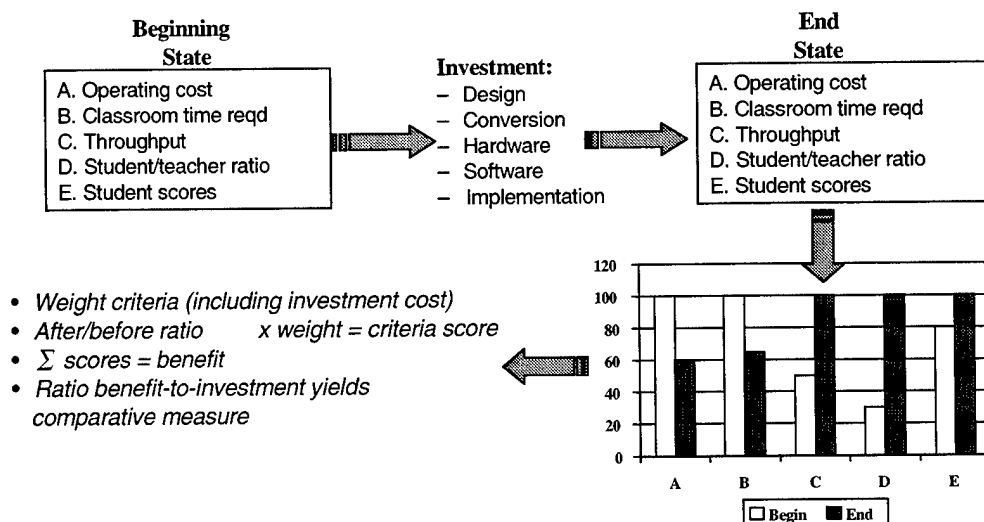 Beginning
State
A. Operating cost
B. Classroom time reqd
C. Throughput
D. Student/teacher ratio
E. Student scores
Investment:
– Design
– Conversion
– Hardware
– Software
– Implementation
End
State
A. Operating cost
B. Classroom time reqd
C. Throughput
D. Student/teacher ratio
E. Student scores
120
100
80
60
40
20
0
A B C D E
Begin End
• Weight criteria (including investment cost)
• After/before ratio x weight = criteria score
• ∑ scores = benefit
• Ratio benefit-to-investment yields
comparative measure